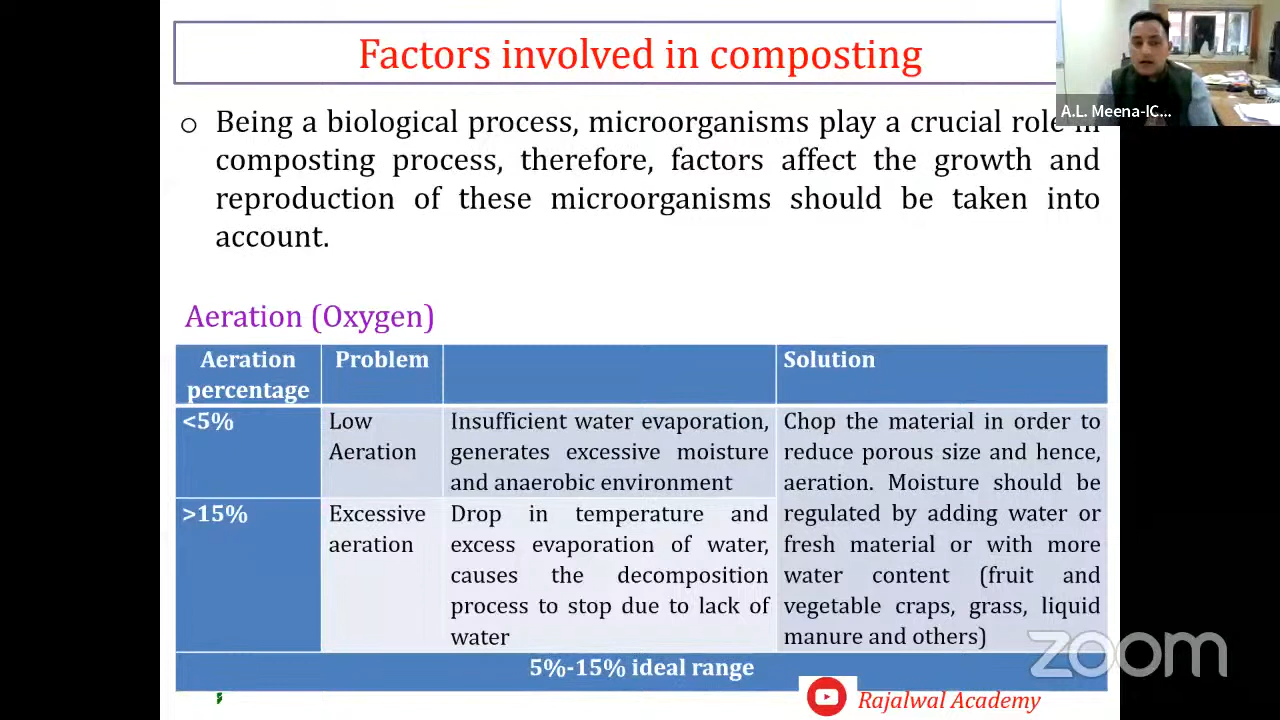 Factors involved in composting
A.L. Meena-IC...
o Being a biological process, microorganisms play a crucial role in
composting process, therefore, factors affect the growth and
reproduction of these microorganisms should be taken into
account.
Aeration (Oxygen)
Aeration
percentage
Problem
Solution
<5%
Low
Aeration
Insufficient water evaporation,
generates excessive moisture
and anaerobic environment
Chop the material in order to
reduce porous size and hence,
aeration. Moisture should be
regulated by adding water or
fresh material or with more
water content (fruit and
vegetable craps, grass, liquid
manure and others)
>15%
Excessive
aeration
Drop in temperature and
excess evaporation of water,
causes the decomposition
process to stop due to lack of
water
5%-15% ideal range
zoom
Rajalwal Academy